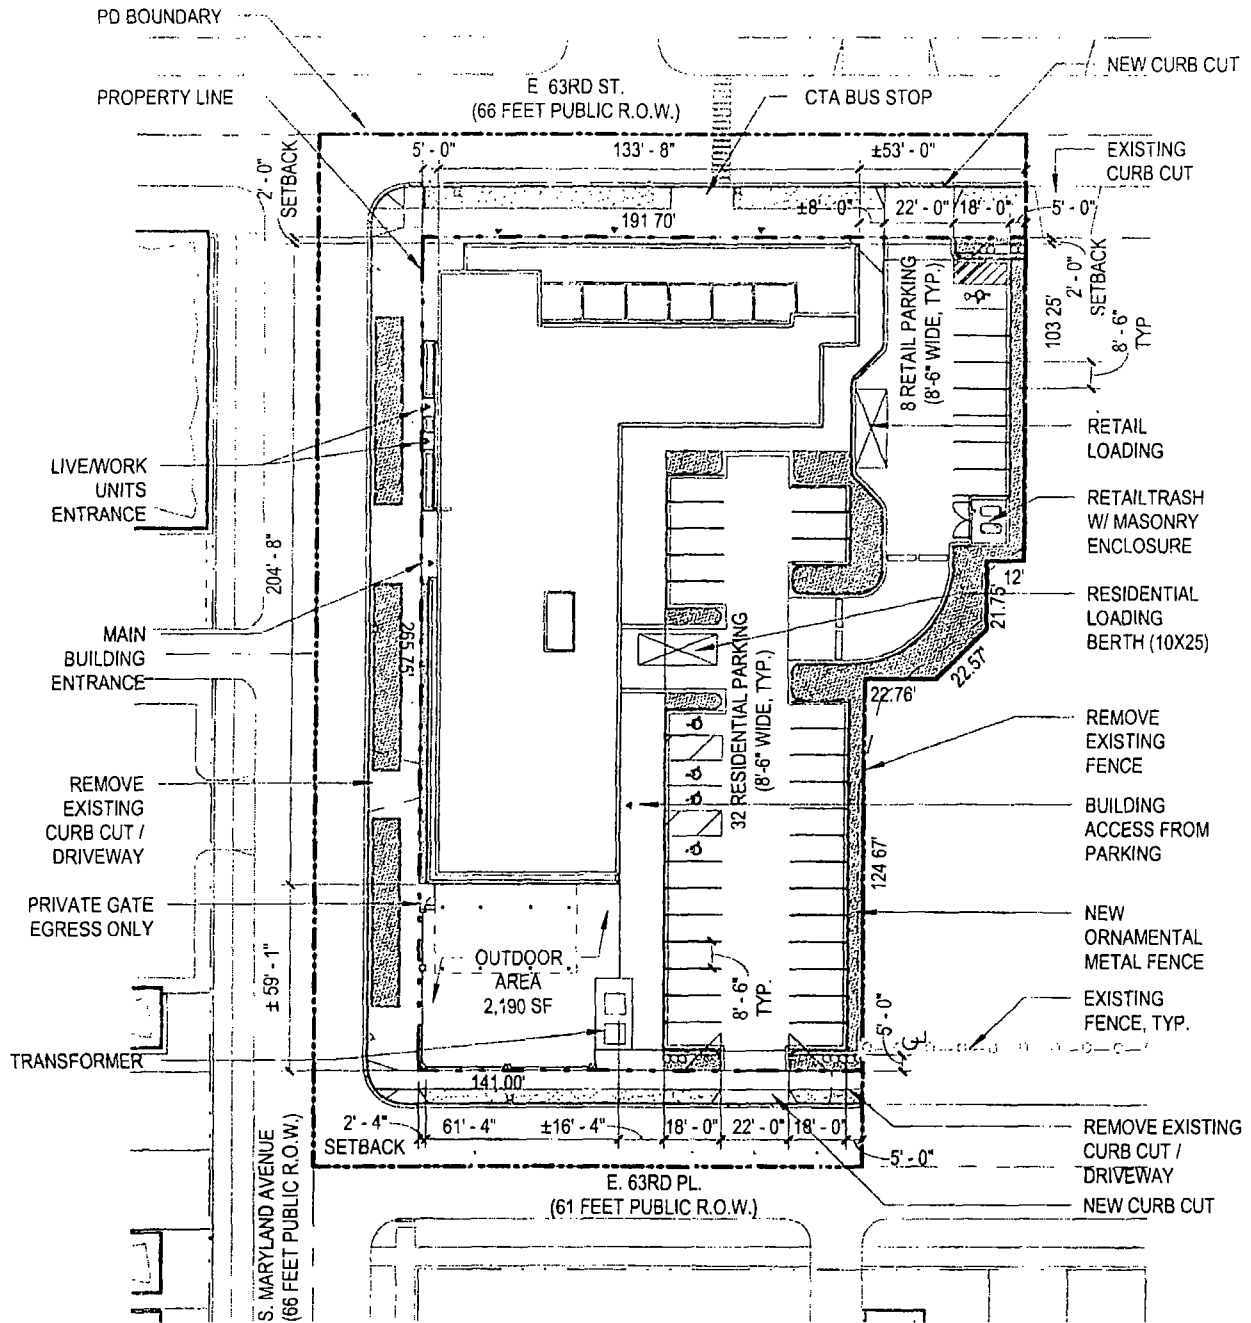 PD BOUNDARY
PROPERTY LINE
E 63RD ST.
(66 FEET PUBLIC R.O.W.)
CTA BUS STOP
NEW CURB CUT
EXISTING
CURB CUT
5' - 0"
133' - 8"
±53' - 0"
2' - 0"
SETBACK
191 70'
±8' - 0"
22' - 0"
18' - 0"
5' - 0"
2' - 0"
SETBACK
103 25'
8' - 6"
TYP
8 RETAIL PARKING
(8'-6" WIDE, TYP.)
RETAIL
LOADING
LIVE/WORK
UNITS
ENTRANCE
RETAILTRASH
W/ MASONRY
ENCLOSURE
204' - 8"
12'
21.75'
22.57'
22.76'
RESIDENTIAL
LOADING
BERTH (10X25)
MAIN
BUILDING
ENTRANCE
265.75'
32 RESIDENTIAL PARKING
(8'-6" WIDE, TYP.)
REMOVE
EXISTING
FENCE
REMOVE
EXISTING
CURB CUT /
DRIVEWAY
BUILDING
ACCESS FROM
PARKING
124 67'
PRIVATE GATE
EGRESS ONLY
NEW
ORNAMENTAL
METAL FENCE
OUTDOOR
AREA
2,190 SF
8' - 6"
TYP.
± 59' - 1"
5' - 0"
EXISTING
FENCE, TYP.
TRANSFORMER
141.00'
2' - 4"
SETBACK
61' - 4"
±16' - 4"
18' - 0"
22' - 0"
18' - 0"
5' - 0"
REMOVE EXISTING
CURB CUT /
DRIVEWAY
NEW CURB CUT
E. 63RD PL.
(61 FEET PUBLIC R.O.W.)
S. MARYLAND AVENUE
(66 FEET PUBLIC R.O.W.)